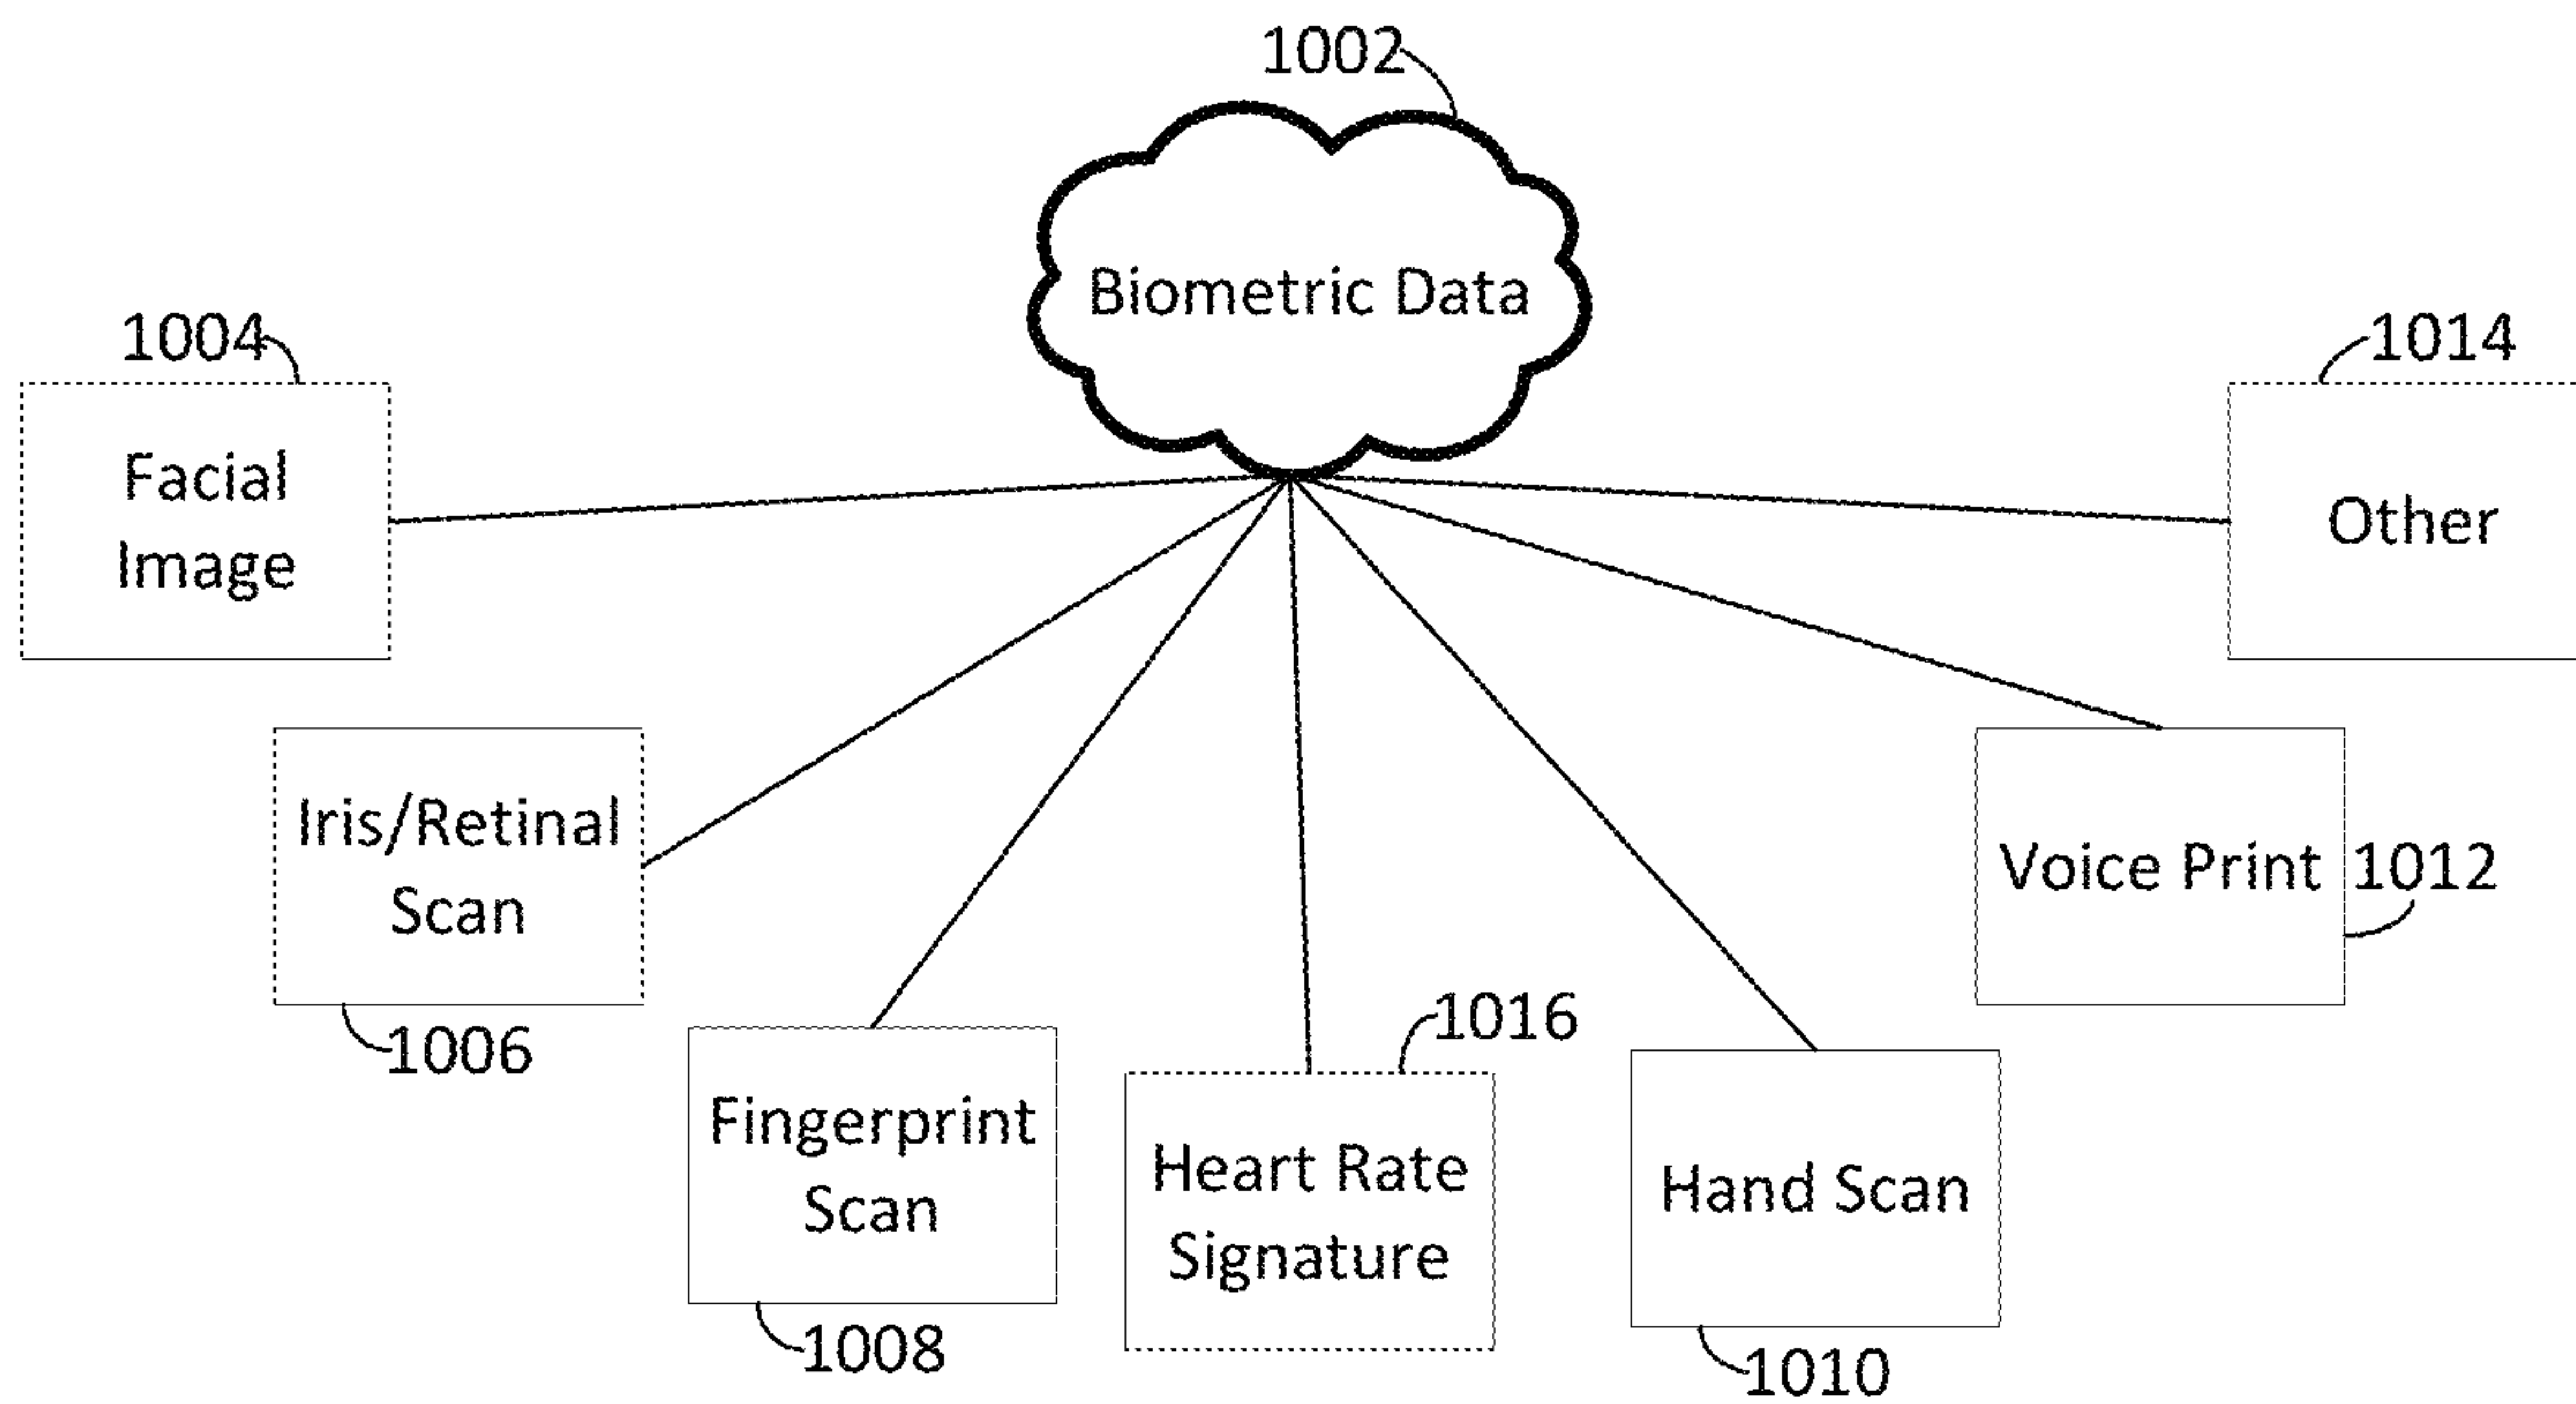 1002
Biometric Data
1004
Facial
Image
1014
Other
Iris/Retinal
Scan
1006
Voice Print
1012
Fingerprint
Scan
1008
1016
Heart Rate
Signature
Hand Scan
1010